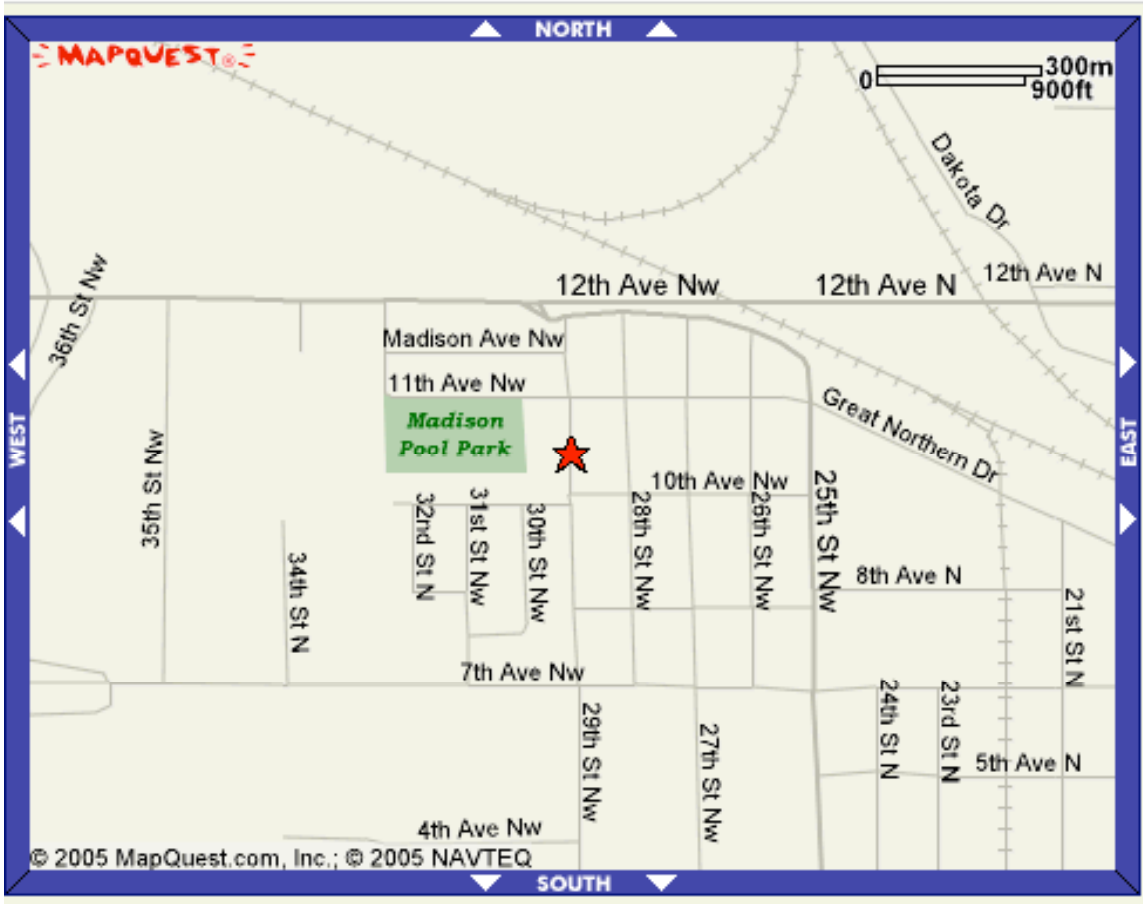 NORTH
MAPQUEST®
0
300m
900ft
Dakota Dr
36th St Nw
12th Ave Nw
12th Ave N
12th Ave N
Madison Ave Nw
11th Ave Nw
Great Northern Dr
Madison
Pool Park
WEST
EAST
35th St Nw
10th Ave Nw
25th St Nw
32nd St N
31st St Nw
30th St Nw
28th St Nw
26th St Nw
34th St N
8th Ave N
21st St N
7th Ave Nw
29th St Nw
27th St Nw
24th St N
23rd St N
5th Ave N
4th Ave Nw
© 2005 MapQuest.com, Inc.; © 2005 NAVTEQ
SOUTH